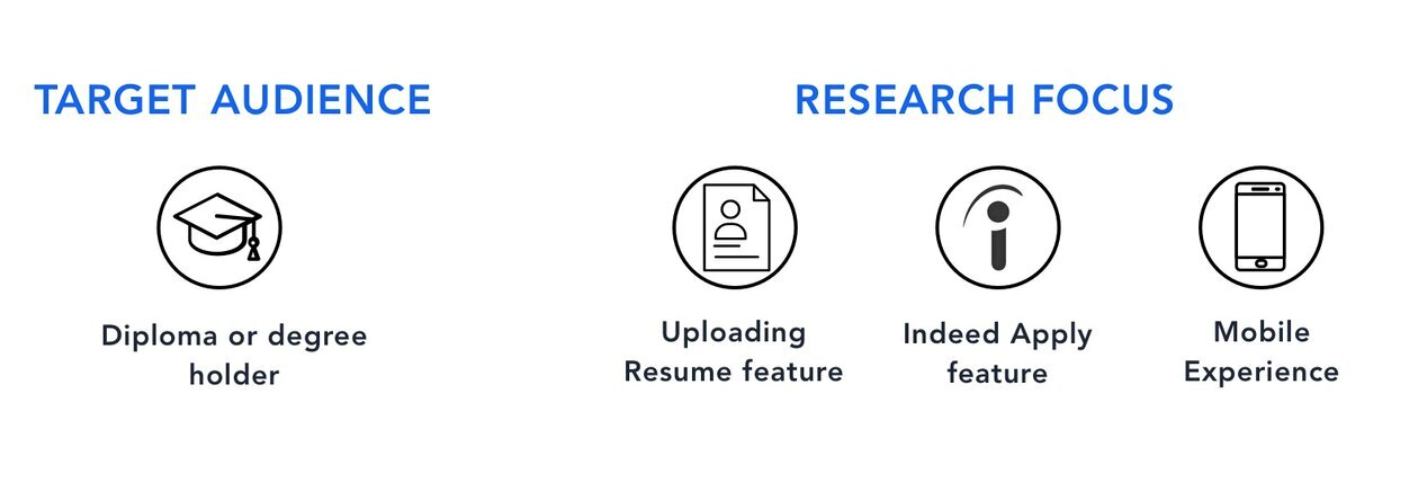 TARGET AUDIENCE
Diploma or degree
holder
RESEARCH FOCUS
Uploading
Resume feature
Indeed Apply
feature
Mobile
Experience